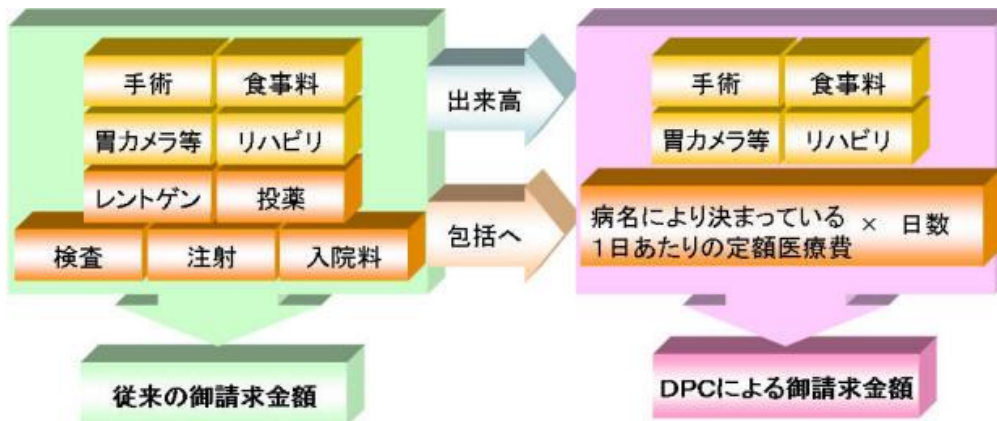 手術
食事料
胃カメラ等
リハビリ
レントゲン
投薬
検査
注射
入院料
従来の御請求金額
出来高
包括へ
手術
食事料
胃カメラ等
リハビリ
病名により決まっている
1日あたりの定額医療費
× 日数
DPCによる御請求金額